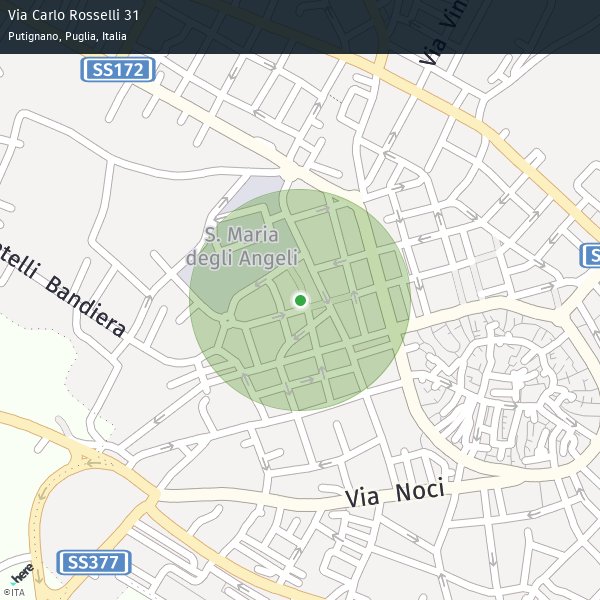 Via Carlo Rosselli 31
Putignano, Puglia, Italia
Via Vin
SS172
S. Maria
degli Angeli
S
telli Bandiera
Via Noci
SS377
here
©ITA